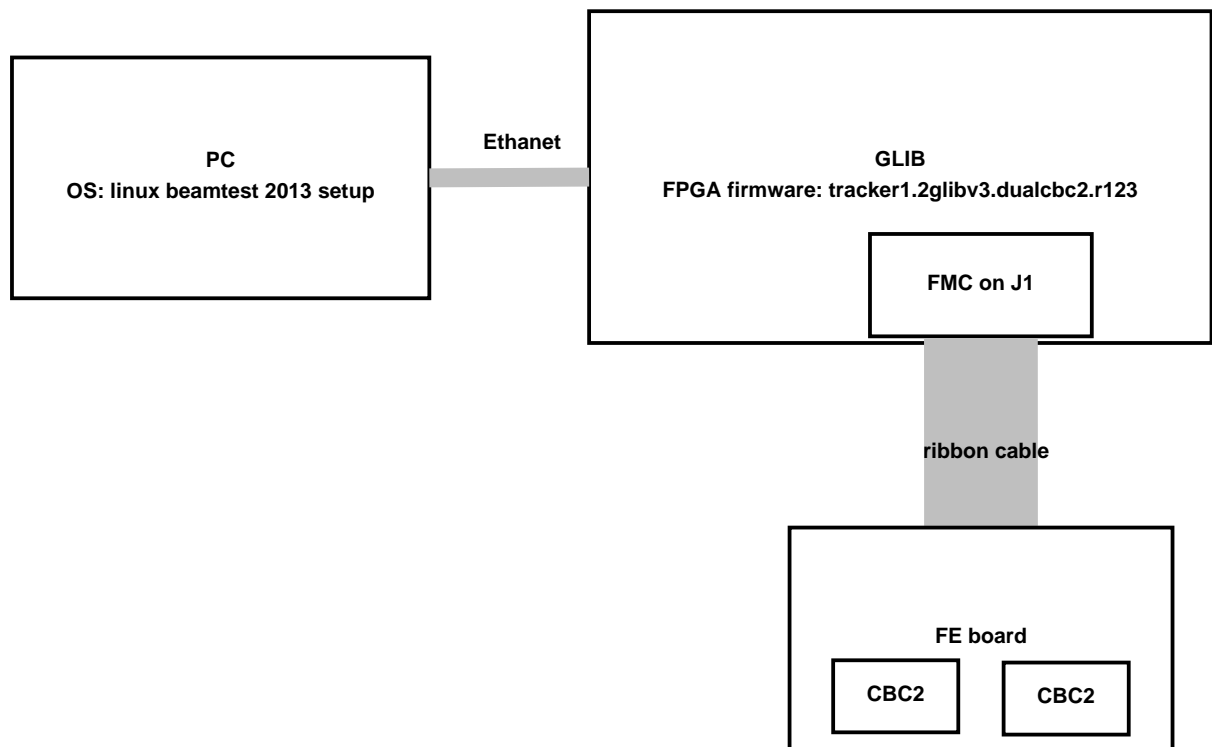 PC
OS: linux beamtest 2013 setup
Ethanet
GLIB
FPGA firmware: tracker1.2glibv3.dualcbc2.r123
FMC on J1
ribbon cable
FE board
CBC2
CBC2